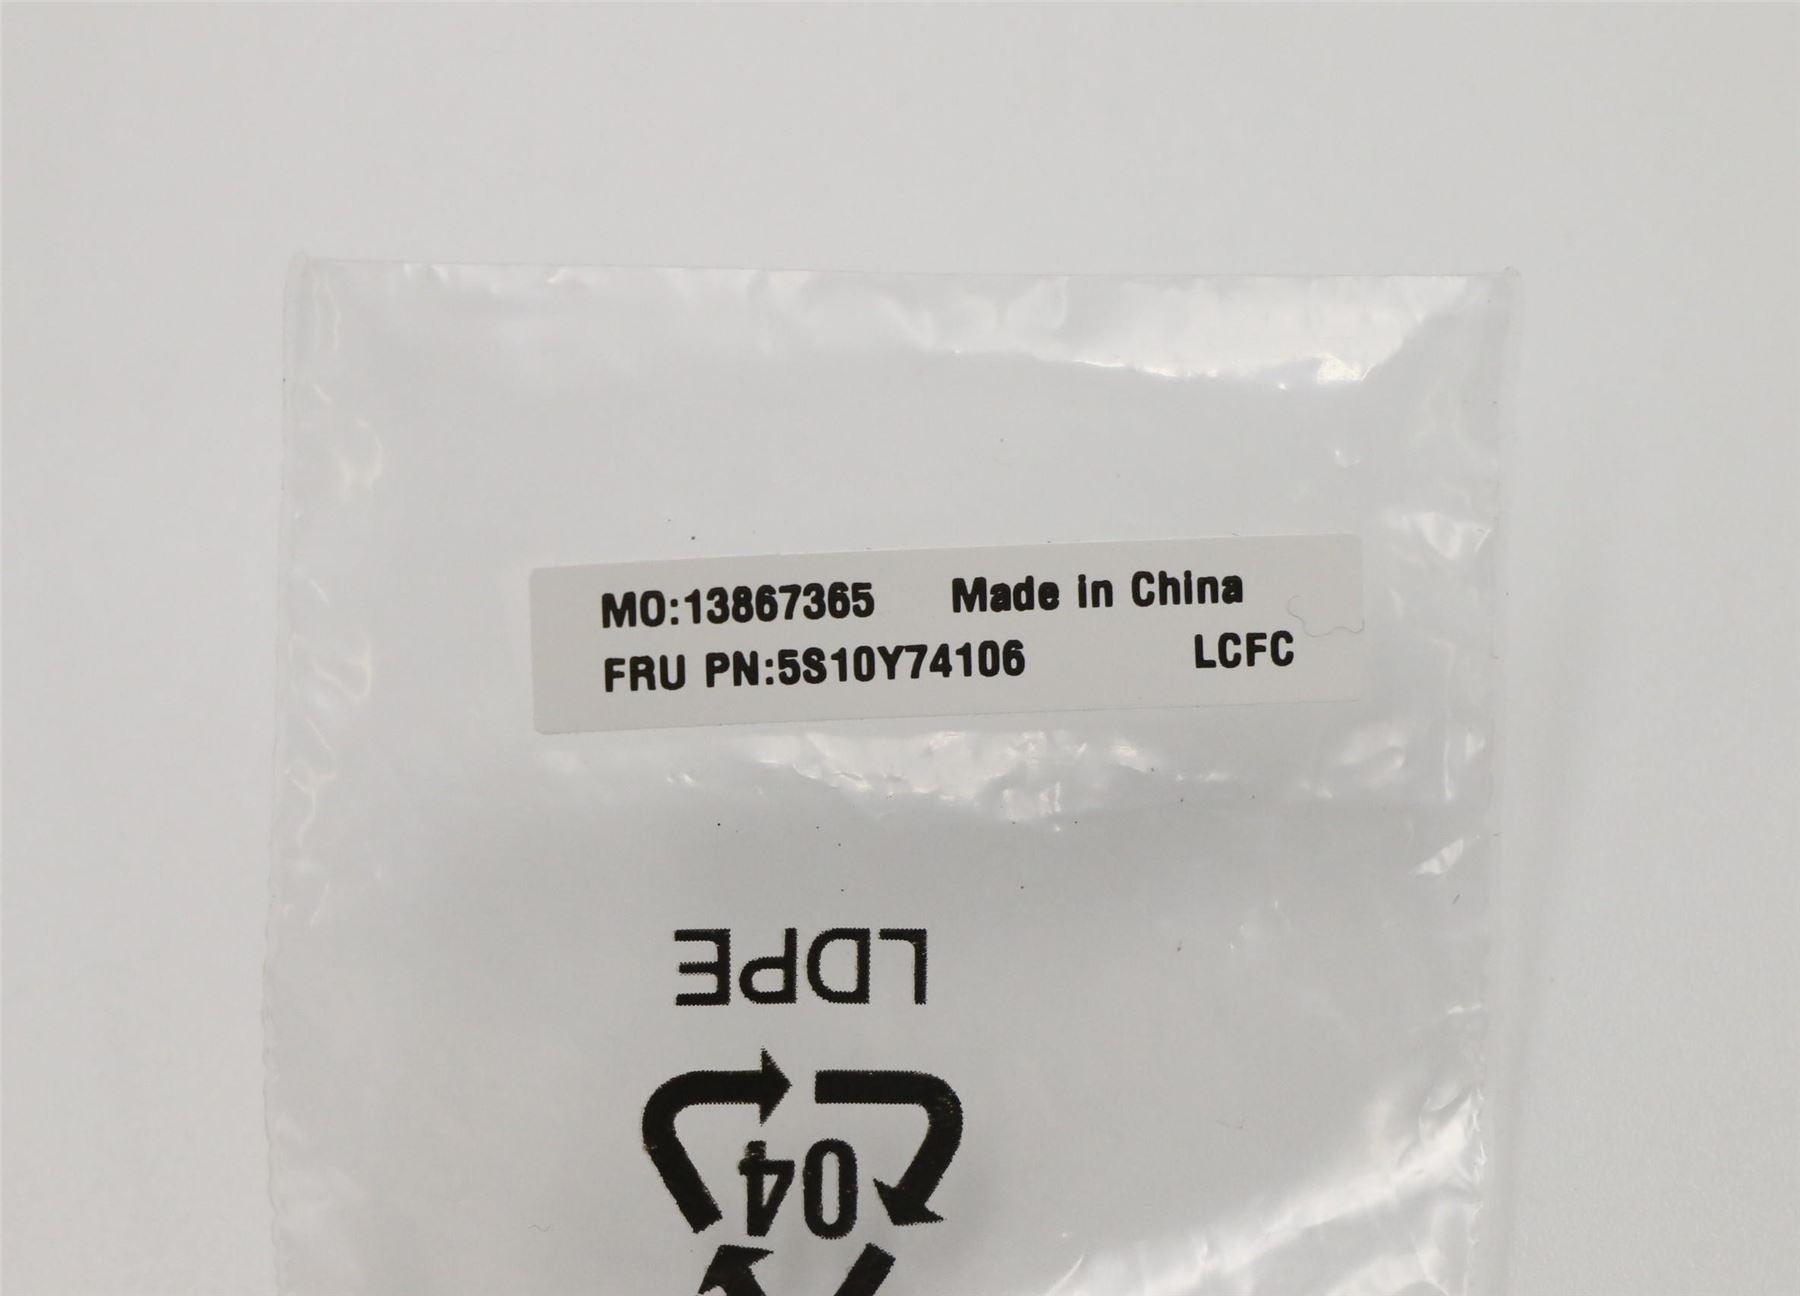 MO:13867365 Made in China
FRU PN:5S10Y74106 LCFC
LDPE
04